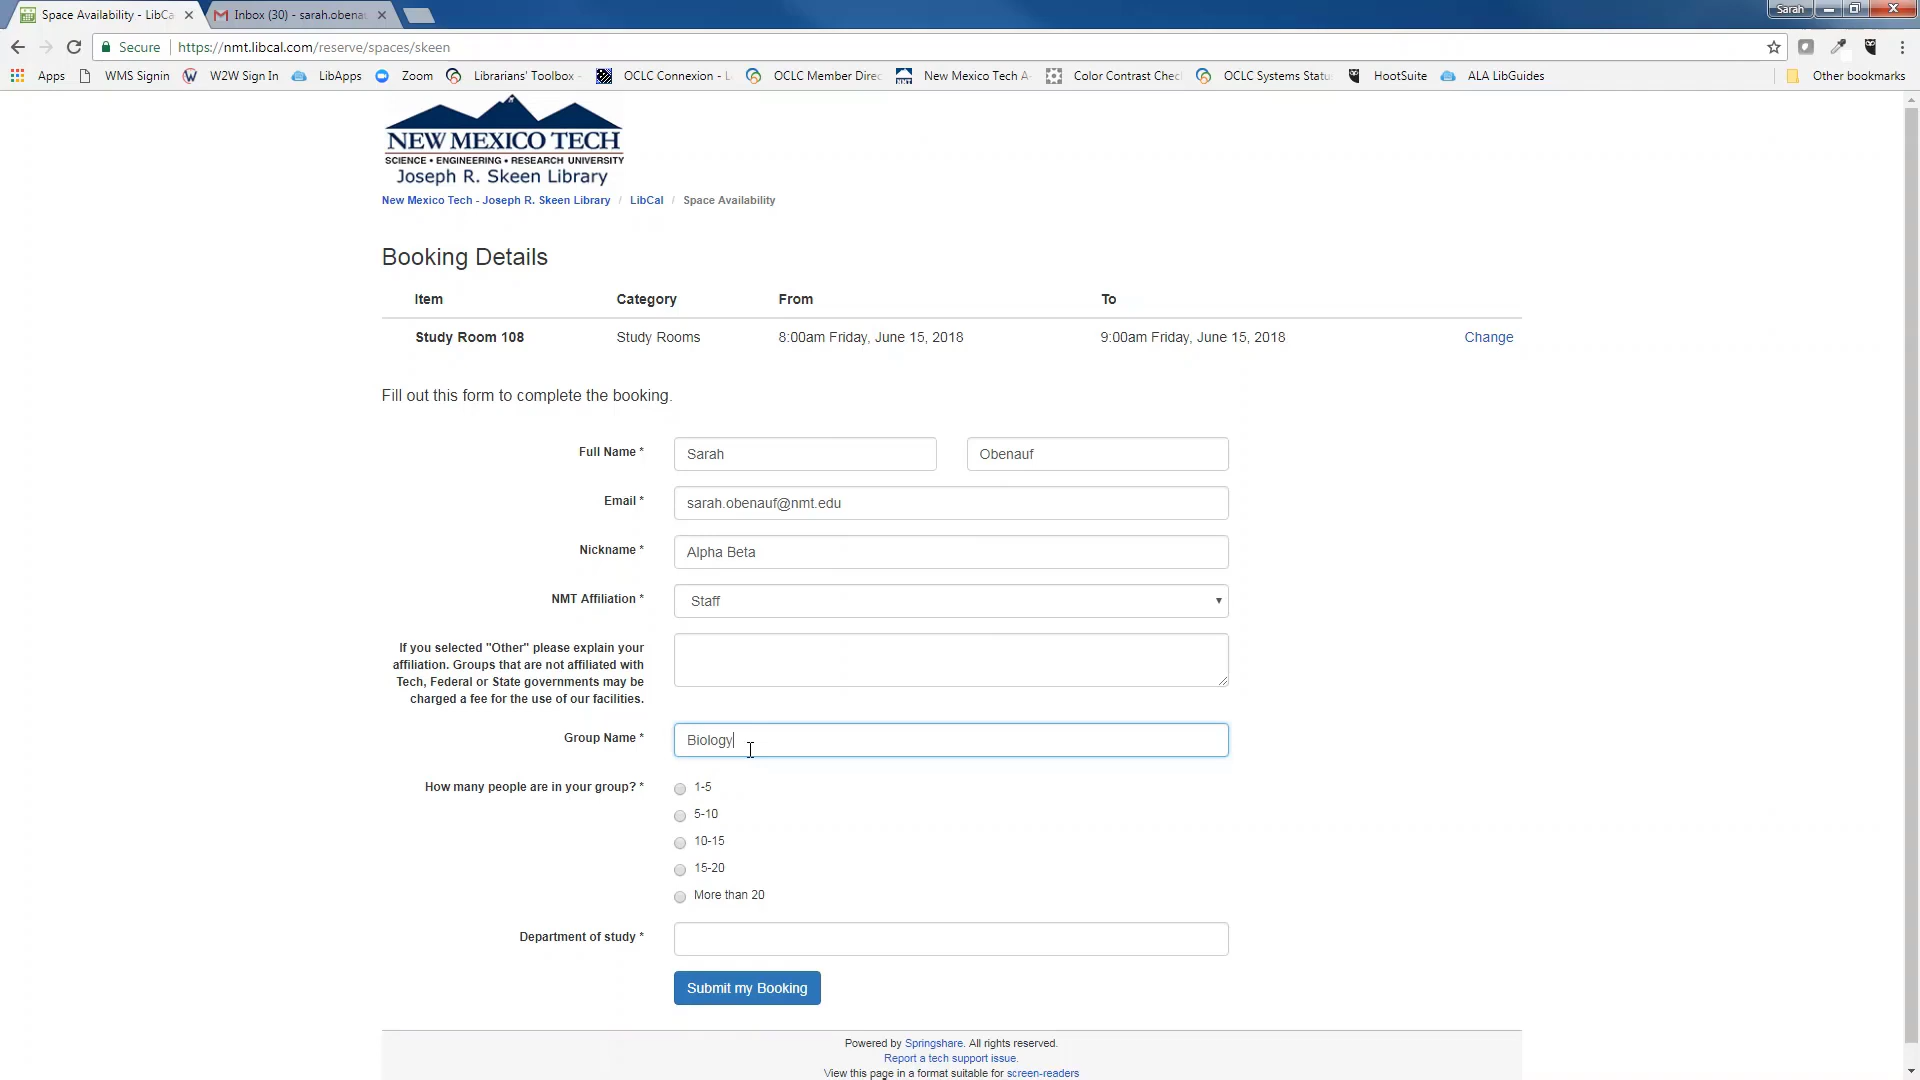 Space Availability - LibCa
Inbox (30) - sarah.obena
Sarah
Secure https://nmt.libcal.com/reserve/spaces/skeen
Apps WMS Signin W2W Sign In LibApps Zoom Librarians' Toolbox - OCLC Connexion - L OCLC Member Direc New Mexico Tech A- Color Contrast Chec OCLC Systems Statu HootSuite ALA LibGuides Other bookmarks
NEW MEXICO TECH
SCIENCE • ENGINEERING • RESEARCH UNIVERSITY
Joseph R. Skeen Library
New Mexico Tech - Joseph R. Skeen Library / LibCal / Space Availability
Booking Details
Item Category From To
Study Room 108 Study Rooms 8:00am Friday, June 15, 2018 9:00am Friday, June 15, 2018 Change
Fill out this form to complete the booking.
Full Name * Sarah Obenauf
Email * sarah.obenauf@nmt.edu
Nickname * Alpha Beta
NMT Affiliation * Staff
If you selected "Other" please explain your
affiliation. Groups that are not affiliated with
Tech, Federal or State governments may be
charged a fee for the use of our facilities.
Group Name * Biology
How many people are in your group? * 1-5
5-10
10-15
15-20
More than 20
Department of study *
Submit my Booking
Powered by Springshare. All rights reserved.
Report a tech support issue.
View this page in a format suitable for screen-readers